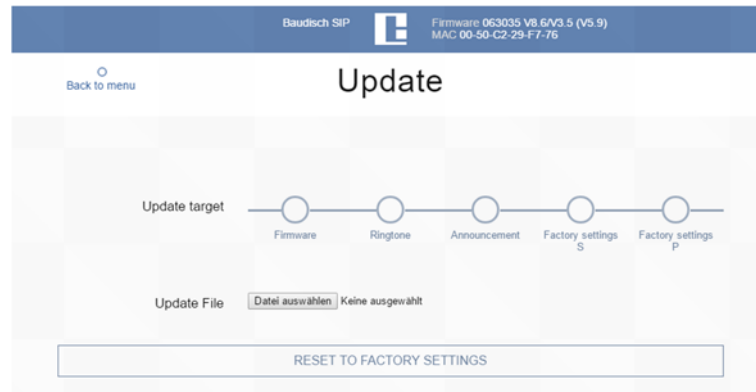 Baudisch SIP
Firmware 063035 V8.6/V3.5 (V5.9)
MAC 00-50-C2-29-F7-76
Back to menu
Update
Update target
Firmware
Ringtone
Announcement
Factory settings
S
Factory settings
P
Update File
Datei auswählen Keine ausgewählt
RESET TO FACTORY SETTINGS